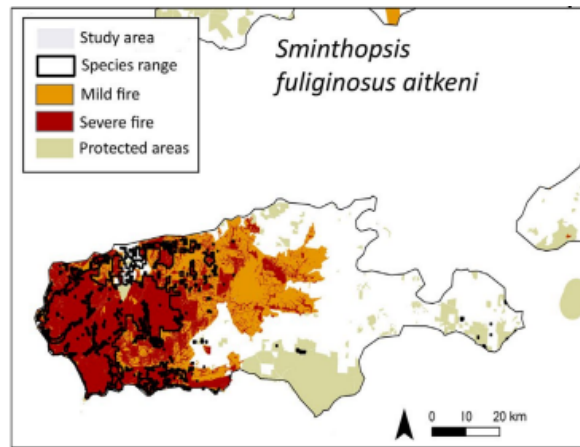 Study area
Species range
Mild fire
Severe fire
Protected areas
Sminthopsis
fuliginosus aitkeni
0 10 20 km